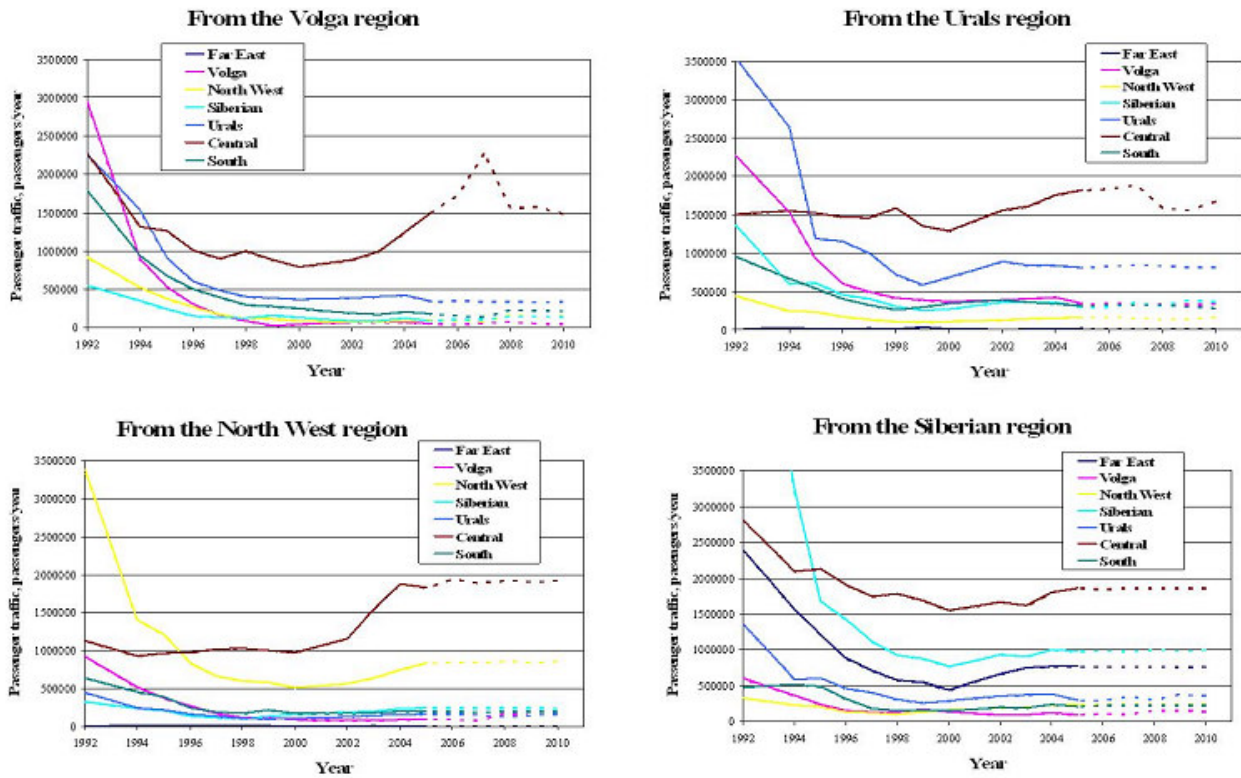 From the Volga region
Passenger traffic, passengers/year
3500000
3000000
2500000
2000000
1500000
1000000
500000
0
Far East
Volga
North West
Siberian
Urals
Central
South
1992 1994 1996 1998 2000 2002 2004 2006 2008 2010
Year
From the Urals region
Passenger traffic, passengers/year
3500000
3000000
2500000
2000000
1500000
1000000
500000
0
Far East
Volga
North West
Siberian
Urals
Central
South
1992 1994 1996 1998 2000 2002 2004 2006 2008 2010
Year
From the North West region
Passenger traffic, passengers/year
3500000
3000000
2500000
2000000
1500000
1000000
500000
0
Far East
Volga
North West
Siberian
Urals
Central
South
1992 1994 1996 1998 2000 2002 2004 2006 2008 2010
Year
From the Siberian region
Passenger traffic, passengers/year
3500000
3000000
2500000
2000000
1500000
1000000
500000
0
Far East
Volga
North West
Siberian
Urals
Central
South
1992 1994 1996 1998 2000 2002 2004 2006 2008 2010
Year